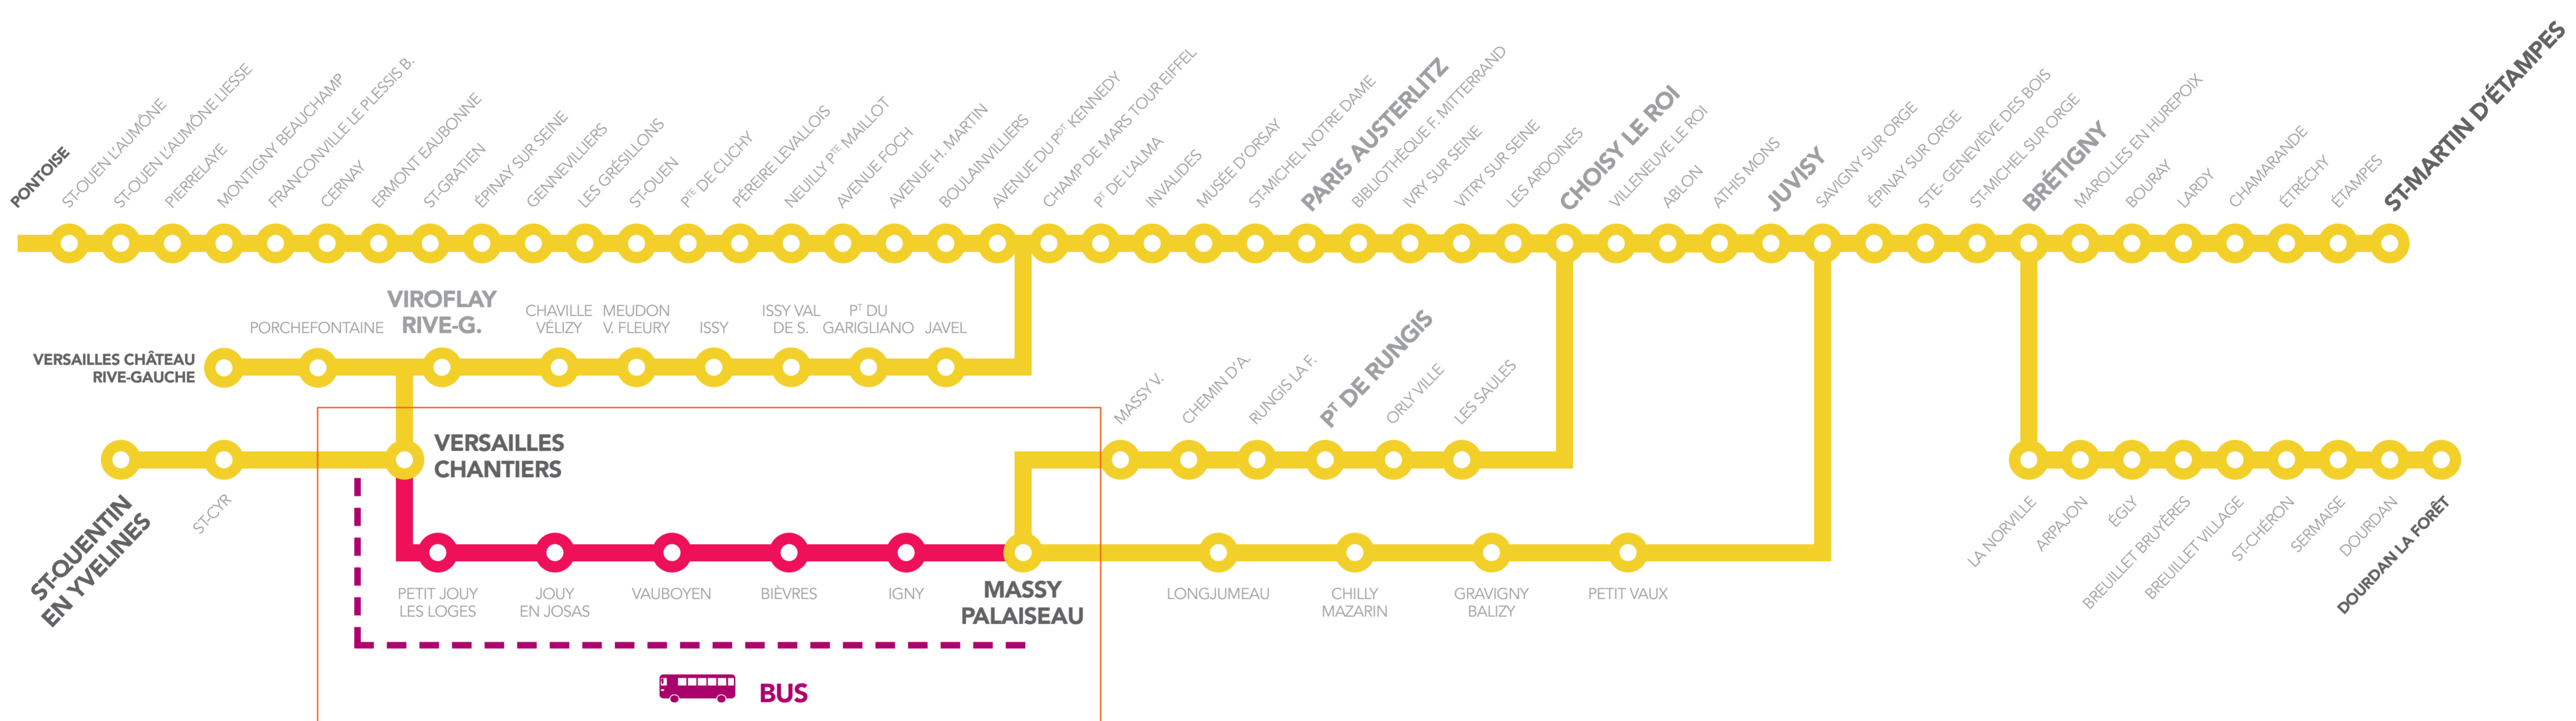 PONTOISE
ST-OUEN L'AUMÔNE
ST-OUEN L'AUMÔNE LIESSE
PIERRELAYE
MONTIGNY BEAUCHAMP
FRANCONVILLE LE PLESSIS B.
CERNAY
ERMONT EAUBONNE
ST-GRATIEN
ÉPINAY SUR SEINE
GENNEVILLIERS
LES GRÉSILLONS
ST-OUEN
PTE DE CLICHY
PÉREIRE LEVALLOIS
NEUILLY PTE MAILLOT
AVENUE FOCH
AVENUE H. MARTIN
BOULAINVILLIERS
AVENUE DU PDT KENNEDY
CHAMP DE MARS TOUR EIFFEL
PT DE L'ALMA
INVALIDES
MUSÉE D'ORSAY
ST-MICHEL NOTRE DAME
PARIS AUSTERLITZ
BIBLIOTHÈQUE F. MITTERRAND
IVRY SUR SEINE
VITRY SUR SEINE
LES ARDOINES
CHOISY LE ROI
VILLENEUVE LE ROI
ABLON
ATHIS MONS
JUVISY
SAVIGNY SUR ORGE
ÉPINAY SUR ORGE
STE- GENEVIÈVE DES BOIS
ST-MICHEL SUR ORGE
BRÉTIGNY
MAROLLES EN HUREPOIX
BOURAY
LARDY
CHAMARANDE
ÉTRÉCHY
ÉTAMPES
ST-MARTIN D'ÉTAMPES
VERSAILLES CHÂTEAU
RIVE-GAUCHE
PORCHEFONTAINE
VIROFLAY
RIVE-G.
CHAVILLE
VÉLIZY
MEUDON
V. FLEURY
ISSY
ISSY VAL
DE S.
PT DU
GARIGLIANO
JAVEL
ST-QUENTIN
EN YVELINES
ST-CYR
VERSAILLES
CHANTIERS
MASSY V.
CHEMIN D'A.
RUNGIS LA F.
PT DE RUNGIS
ORLY VILLE
LES SAULES
PETIT JOUY
LES LOGES
JOUY
EN JOSAS
VAUBOYEN
BIÈVRES
IGNY
MASSY
PALAISEAU
LONGJUMEAU
CHILLY
MAZARIN
GRAVIGNY
BALIZY
PETIT VAUX
LA NORVILLE
ARPAJON
ÉGLY
BREUILLET BRUYÈRES
BREUILLET VILLAGE
ST-CHÉRON
SERMAISE
DOURDAN
DOURDAN LA FORÊT
BUS